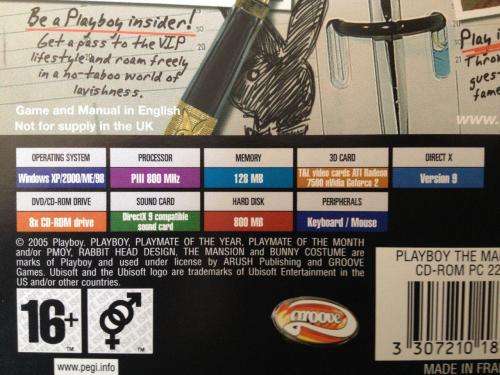 Be a Playboy insider!
Get a pass to the VIP
lifestyle and roam freely
in a no-taboo world of
lavishness.
Play i
Throw
gues
fame
Game and Manual in English
Not for supply in the UK
www.
OPERATING SYSTEM
PROCESSOR
MEMORY
3D CARD
DIRECT X
Windows XP/2000/ME/98
PIII 800 MHz
128 MB
T&L video cards ATI Radeon
7500 nVidia Geforce 2
Version 9
DVD/CD-ROM DRIVE
SOUND CARD
HARD DISK
PERIPHERALS
8x CD-ROM drive
DirectX 9 compatible
sound card
800 MB
Keyboard / Mouse
© 2005 Playboy. PLAYBOY, PLAYMATE OF THE YEAR, PLAYMATE OF THE MONTH
and/or PMOY, RABBIT HEAD DESIGN, THE MANSION and BUNNY COSTUME are
marks of Playboy and used under license by ARUSH Publishing and GROOVE
Games. Ubisoft and the Ubisoft logo are trademarks of Ubisoft Entertainment in the
US and/or other countries.
PLAYBOY THE MA
CD-ROM PC 22
16+
TM
TM
groove
3 307210 18
www.pegi.info
MADE IN FRA